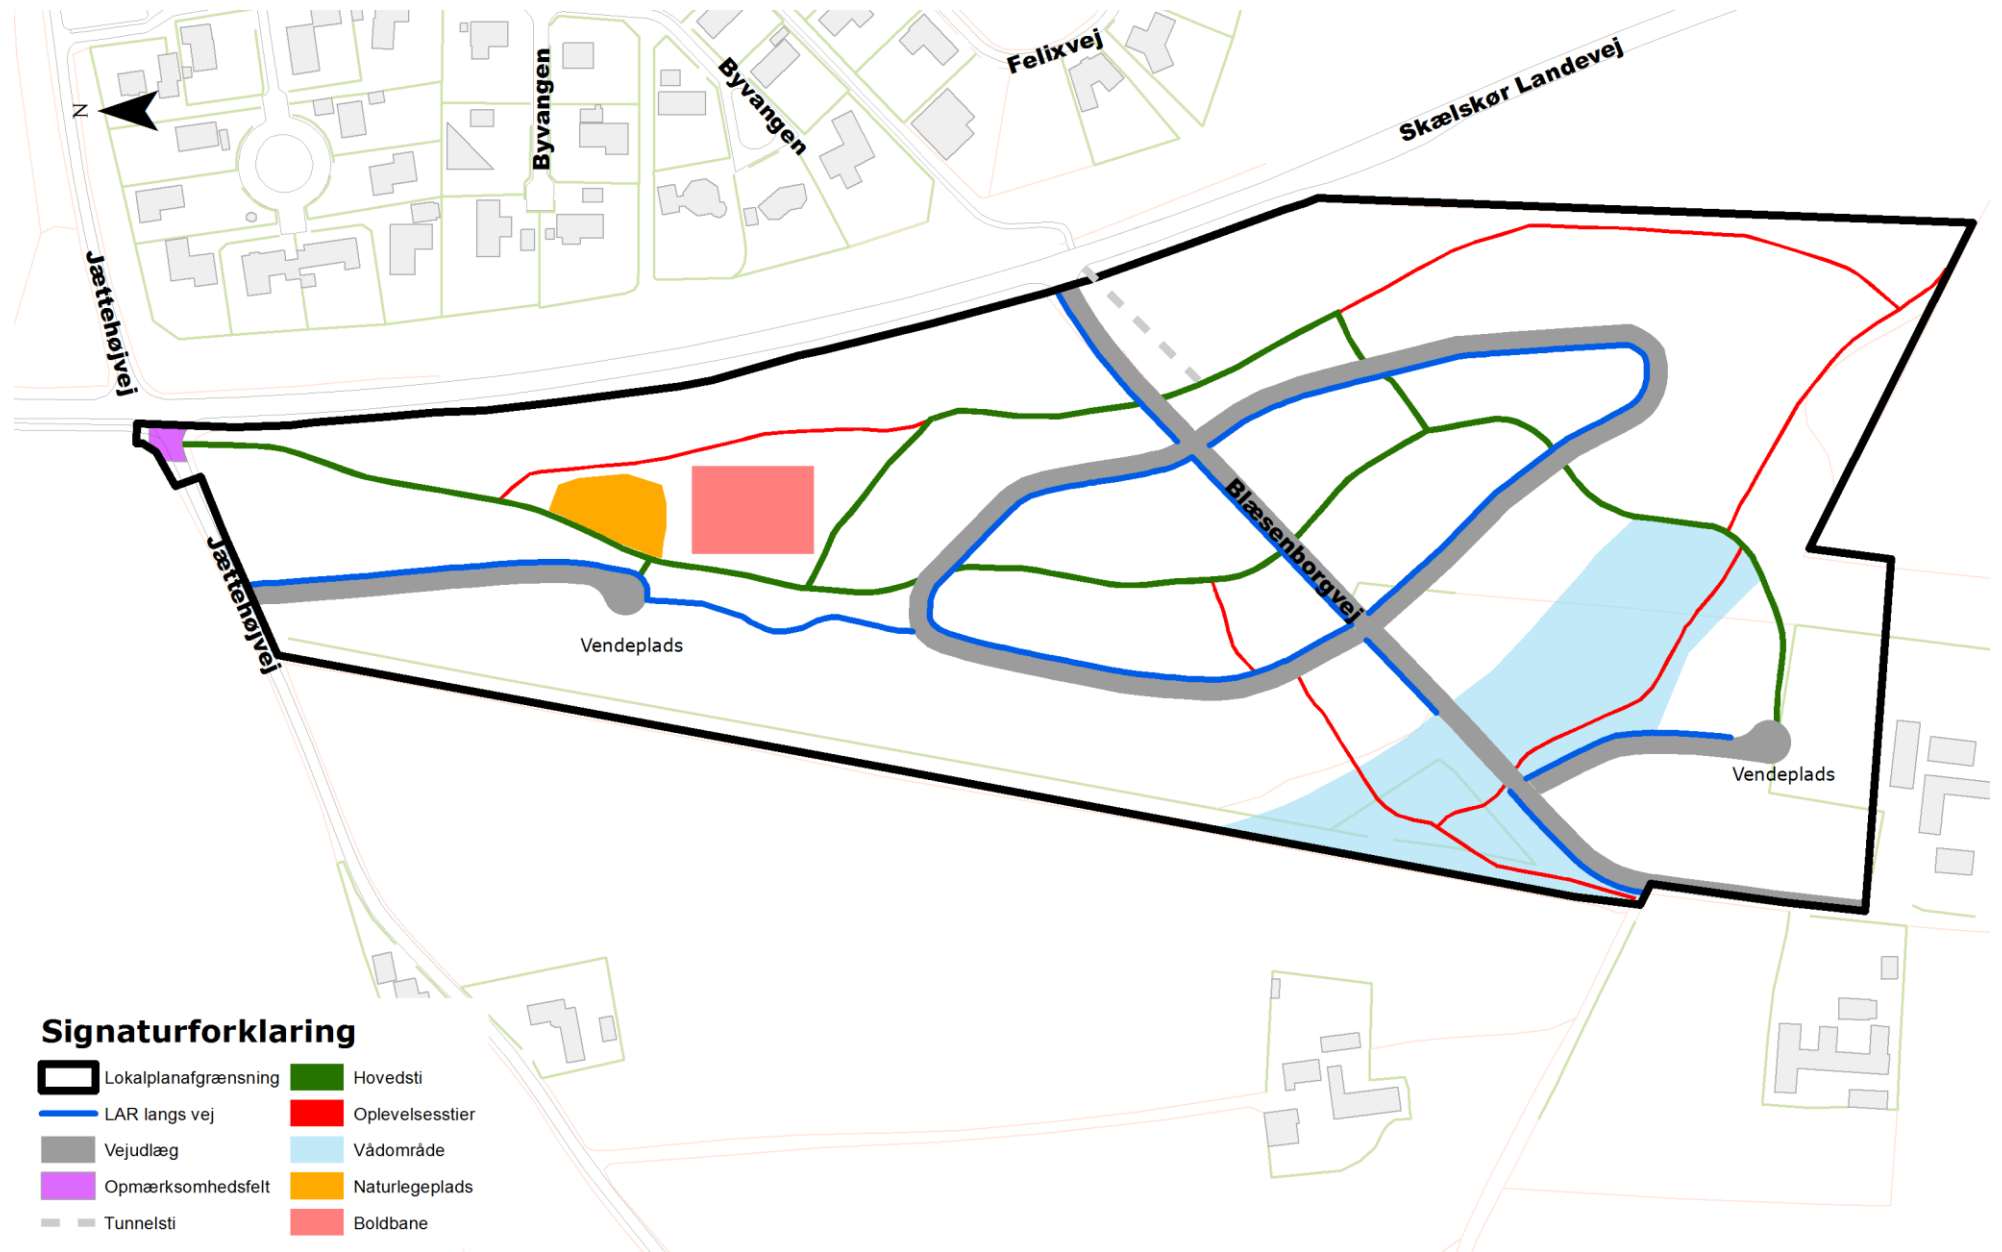 Felixvej
Skælskør Landevej
Byvangen
Byvangen
N
Jættehøjvej
Blæsenborgvej
Jættehøjvej
Vendeplads
Vendeplads
Signaturforklaring
Lokalplanafgrænsning
Hovedsti
LAR langs vej
Oplevelsesstier
Vejudlæg
Vådområde
Opmærksomhedsfelt
Naturlegeplads
Tunnelsti
Boldbane